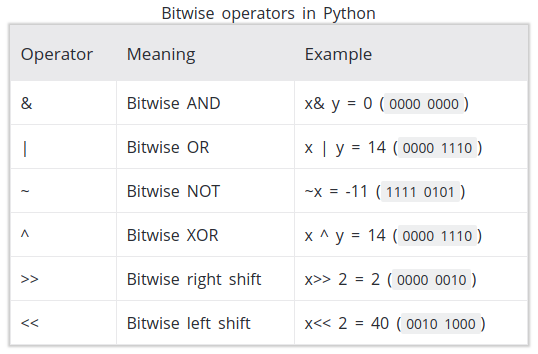 Bitwise operators in Python
Operator Meaning Example
& Bitwise AND x& y = 0 (0000 0000)
| Bitwise OR x | y = 14 (0000 1110)
~ Bitwise NOT ~x = -11 (1111 0101)
^ Bitwise XOR x ^ y = 14 (0000 1110)
>> Bitwise right shift x>> 2 = 2 (0000 0010)
<< Bitwise left shift x<< 2 = 40 (0010 1000)